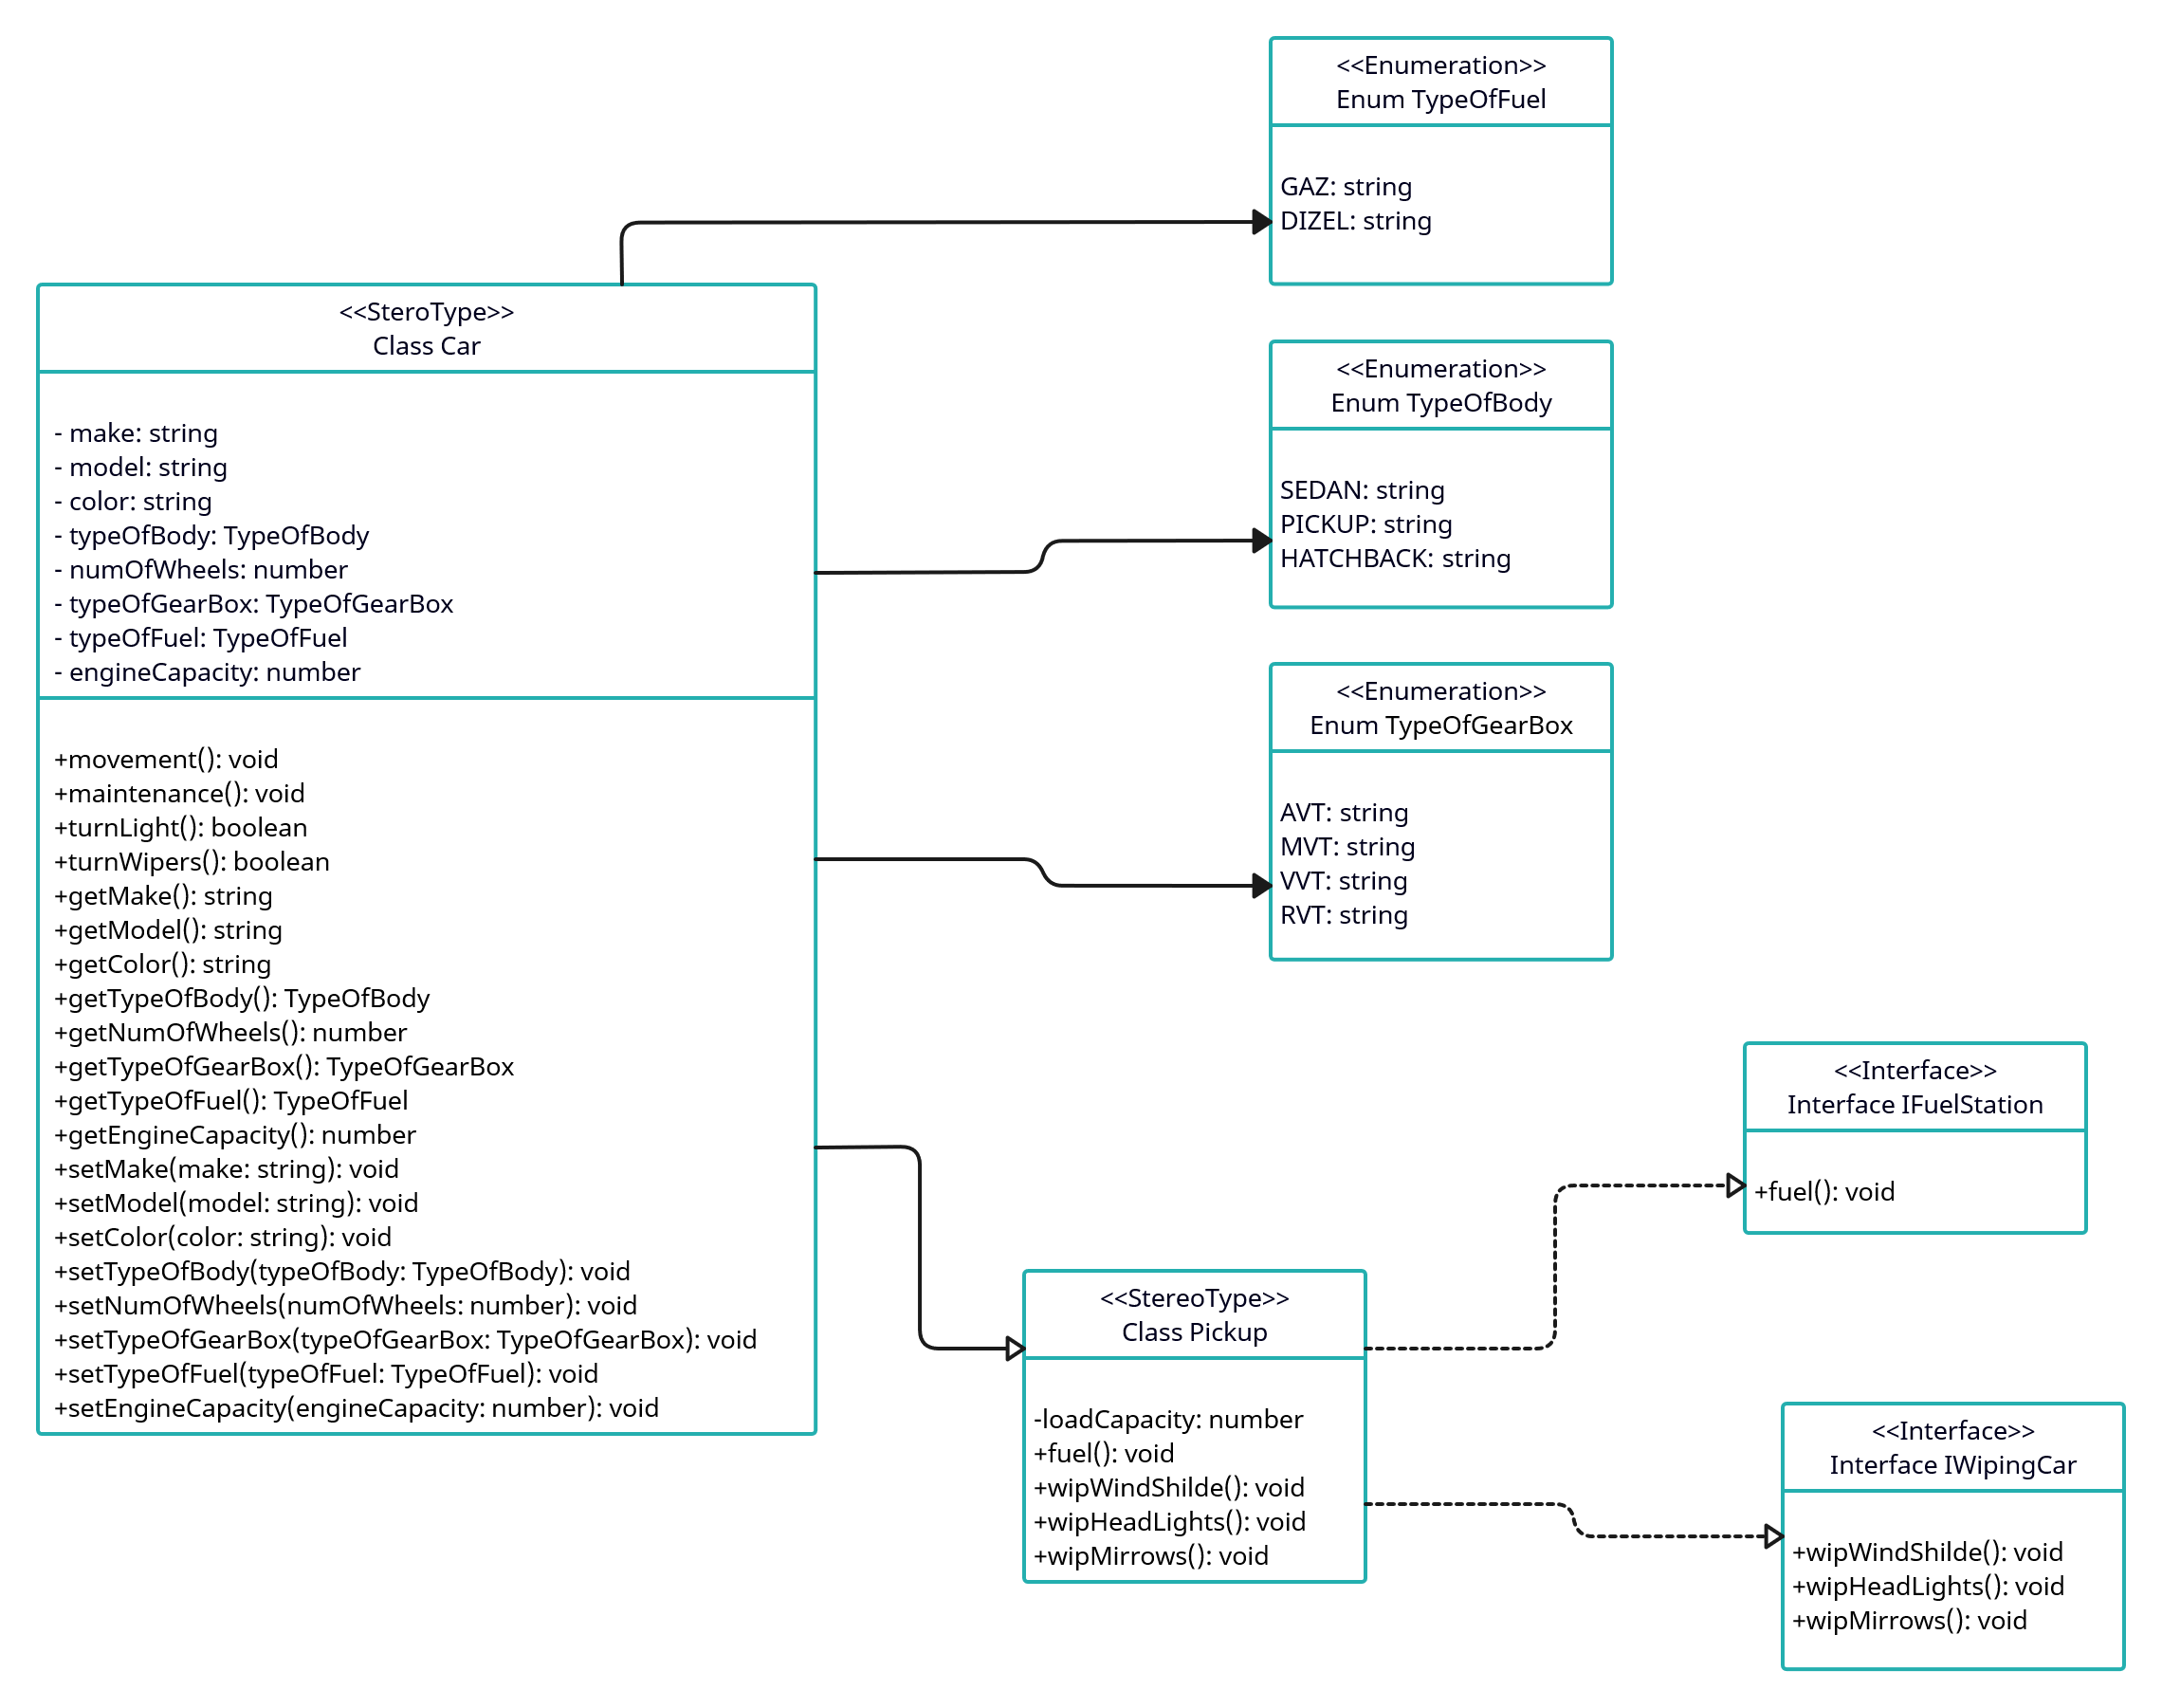 <<Enumeration>>
Enum TypeOfFuel
GAZ: string
DIZEL: string
<<SteroType>>
Class Car
- make: string
- model: string
- color: string
- typeOfBody: TypeOfBody
- numOfWheels: number
- typeOfGearBox: TypeOfGearBox
- typeOfFuel: TypeOfFuel
- engineCapacity: number
+movement(): void
+maintenance(): void
+turnLight(): boolean
+turnWipers(): boolean
+getMake(): string
+getModel(): string
+getColor(): string
+getTypeOfBody(): TypeOfBody
+getNumOfWheels(): number
+getTypeOfGearBox(): TypeOfGearBox
+getTypeOfFuel(): TypeOfFuel
+getEngineCapacity(): number
+setMake(make: string): void
+setModel(model: string): void
+setColor(color: string): void
+setTypeOfBody(typeOfBody: TypeOfBody): void
+setNumOfWheels(numOfWheels: number): void
+setTypeOfGearBox(typeOfGearBox: TypeOfGearBox): void
+setTypeOfFuel(typeOfFuel: TypeOfFuel): void
+setEngineCapacity(engineCapacity: number): void
<<Enumeration>>
Enum TypeOfBody
SEDAN: string
PICKUP: string
HATCHBACK: string
<<Enumeration>>
Enum TypeOfGearBox
AVT: string
MVT: string
VVT: string
RVT: string
<<Interface>>
Interface IFuelStation
+fuel(): void
<<StereoType>>
Class Pickup
-loadCapacity: number
+fuel(): void
+wipWindShilde(): void
+wipHeadLights(): void
+wipMirrows(): void
<<Interface>>
Interface IWipingCar
+wipWindShilde(): void
+wipHeadLights(): void
+wipMirrows(): void